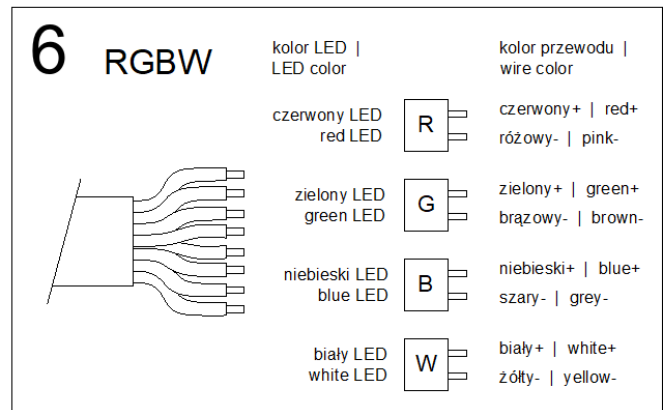 6 RGBW
kolor LED |
LED color
kolor przewodu |
wire color
czerwony LED
red LED
R
czerwony+ | red+
różowy- | pink-
zielony LED
green LED
G
zielony+ | green+
brązowy- | brown-
niebieski LED
blue LED
B
niebieski+ | blue+
szary- | grey-
biały LED
white LED
W
biały+ | white+
żółty- | yellow-